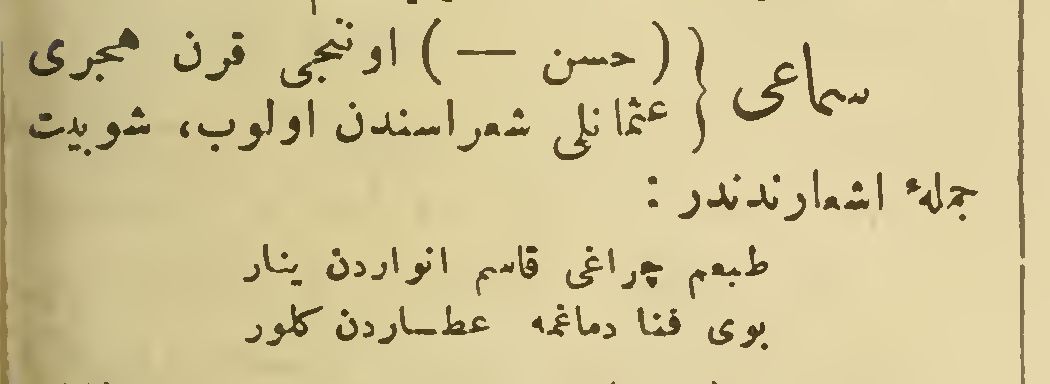 سماعی { ( حسن — ) اوننجی قرن هجری
عثمانلی شعراسندن اولوب، شو بیت
جملهٔ اشعارندندر :
طبعم چراغی قاسم انواردن ینار
بوی فنا دماغمه عطاردن کلور